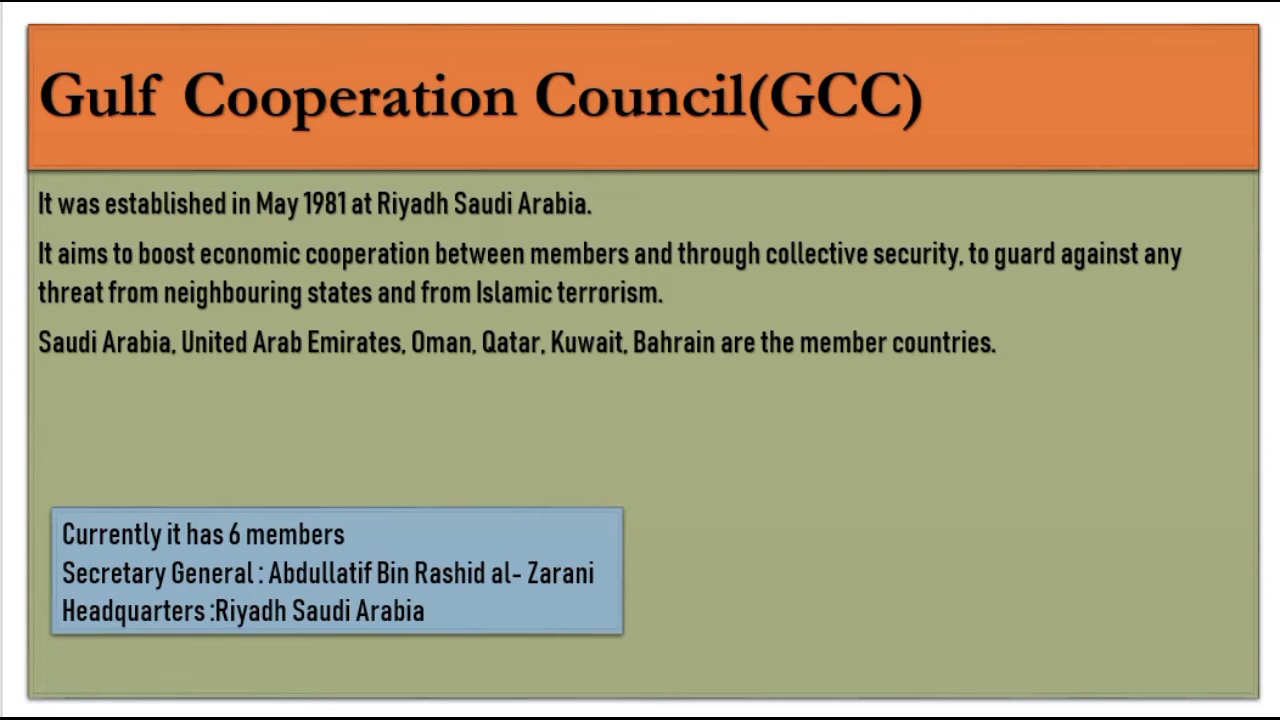 Gulf Cooperation Council(GCC)
It was established in May 1981 at Riyadh Saudi Arabia.
It aims to boost economic cooperation between members and through collective security, to guard against any
threat from neighbouring states and from Islamic terrorism.
Saudi Arabia, United Arab Emirates, Oman, Qatar, Kuwait, Bahrain are the member countries.
Currently it has 6 members
Secretary General : Abdullatif Bin Rashid al- Zarani
Headquarters :Riyadh Saudi Arabia